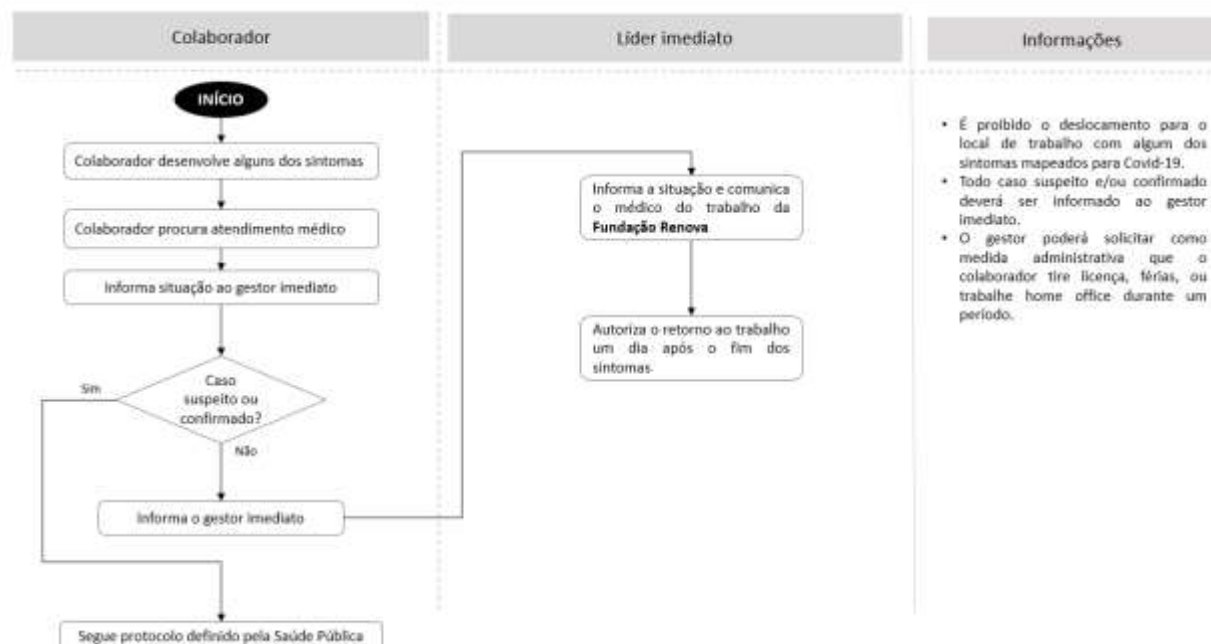 Colaborador
Líder imediato
Informações
INÍCIO
Colaborador desenvolve alguns dos sintomas
Colaborador procura atendimento médico
Informa situação ao gestor imediato
Caso
suspeito ou
confirmado?
Sim
Não
Informa o gestor imediato
Segue protocolo definido pela Saúde Pública
Informa a situação e comunica
o médico do trabalho da
Fundação Renova
Autoriza o retorno ao trabalho
um dia após o fim dos
sintomas
• É proibido o deslocamento para o
local de trabalho com algum dos
sintomas mapeados para Covid-19.
• Todo caso suspeito e/ou confirmado
deverá ser informado ao gestor
imediato.
• O gestor poderá solicitar como
medida administrativa que o
colaborador tire licença, férias, ou
trabalhe home office durante um
período.